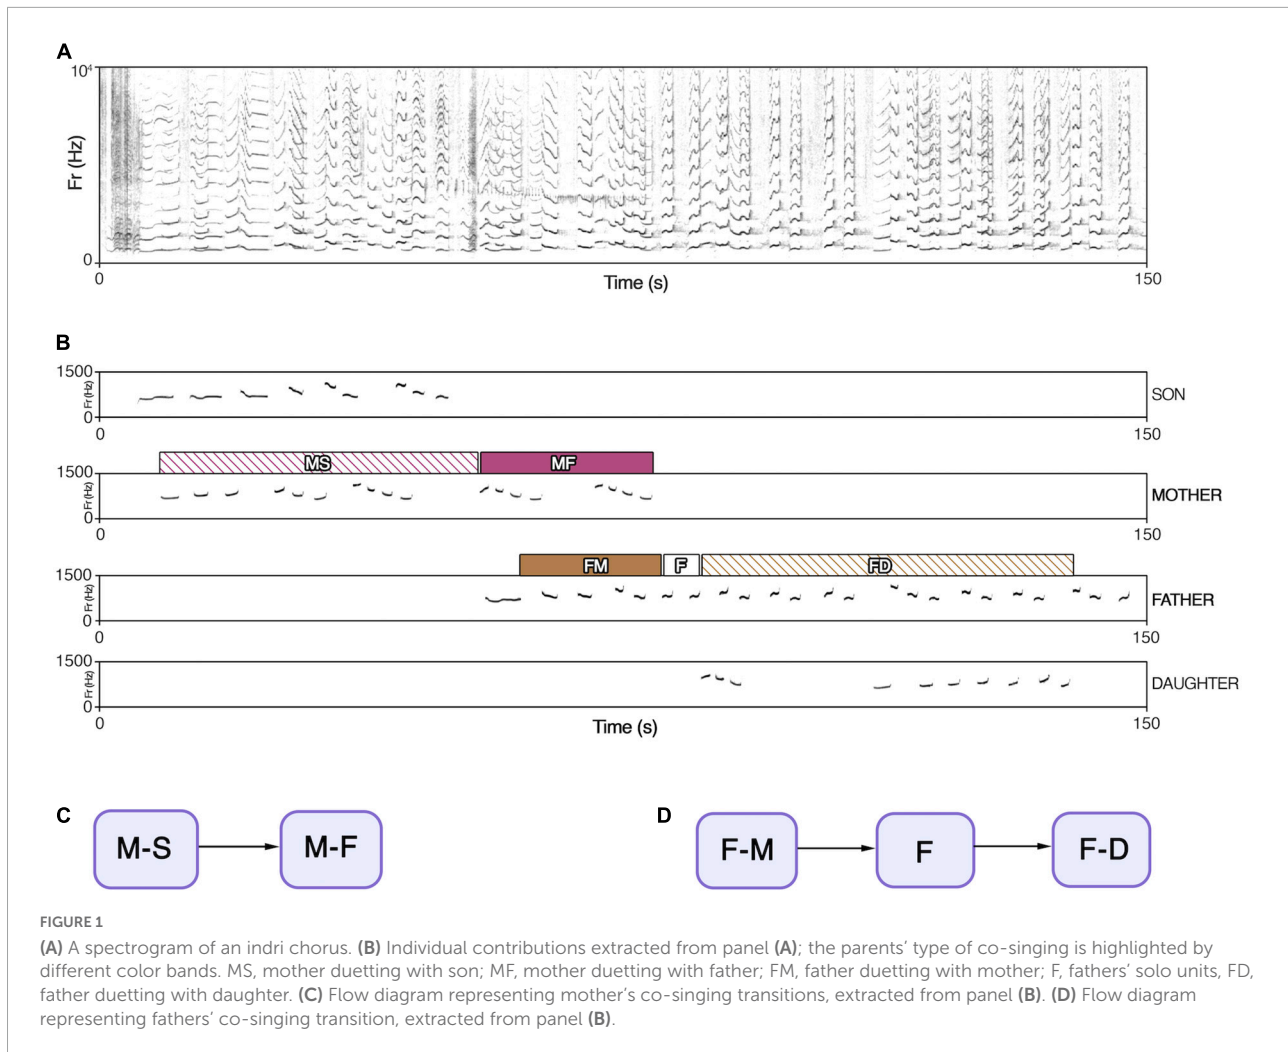 A
10⁴
Fr (Hz)
0
0
150
Time (s)
B
1500
Fr (Hz)
0
0
150
SON
MS
MF
1500
Fr (Hz)
0
0
150
MOTHER
FM
F
FD
1500
Fr (Hz)
0
0
150
FATHER
1500
Fr (Hz)
0
0
150
DAUGHTER
Time (s)
C
M-S
M-F
D
F-M
F
F-D
FIGURE 1
(A) A spectrogram of an indri chorus. (B) Individual contributions extracted from panel (A); the parents’ type of co-singing is highlighted by
different color bands. MS, mother duetting with son; MF, mother duetting with father; FM, father duetting with mother; F, fathers’ solo units, FD,
father duetting with daughter. (C) Flow diagram representing mother’s co-singing transitions, extracted from panel (B). (D) Flow diagram
representing fathers’ co-singing transition, extracted from panel (B).